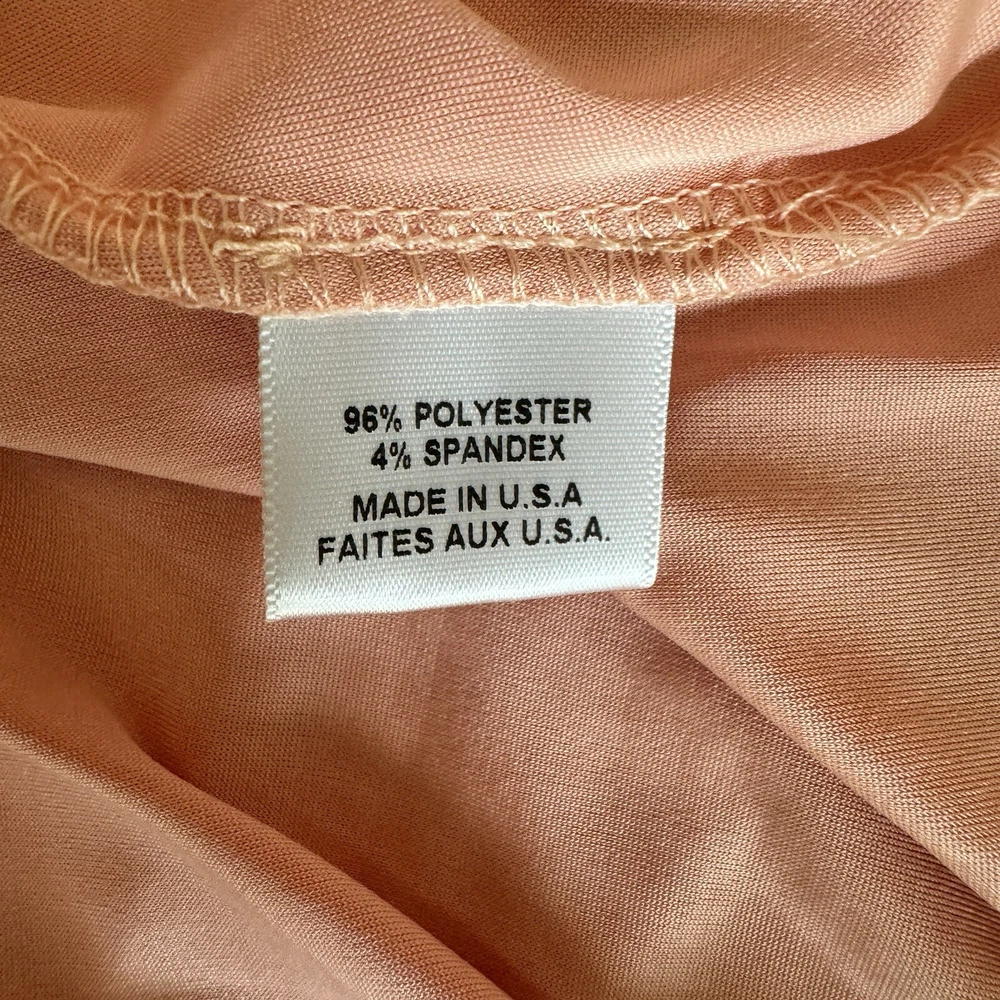 96% POLYESTER
4% SPANDEX
MADE IN U.S.A
FAITES AUX U.S.A.